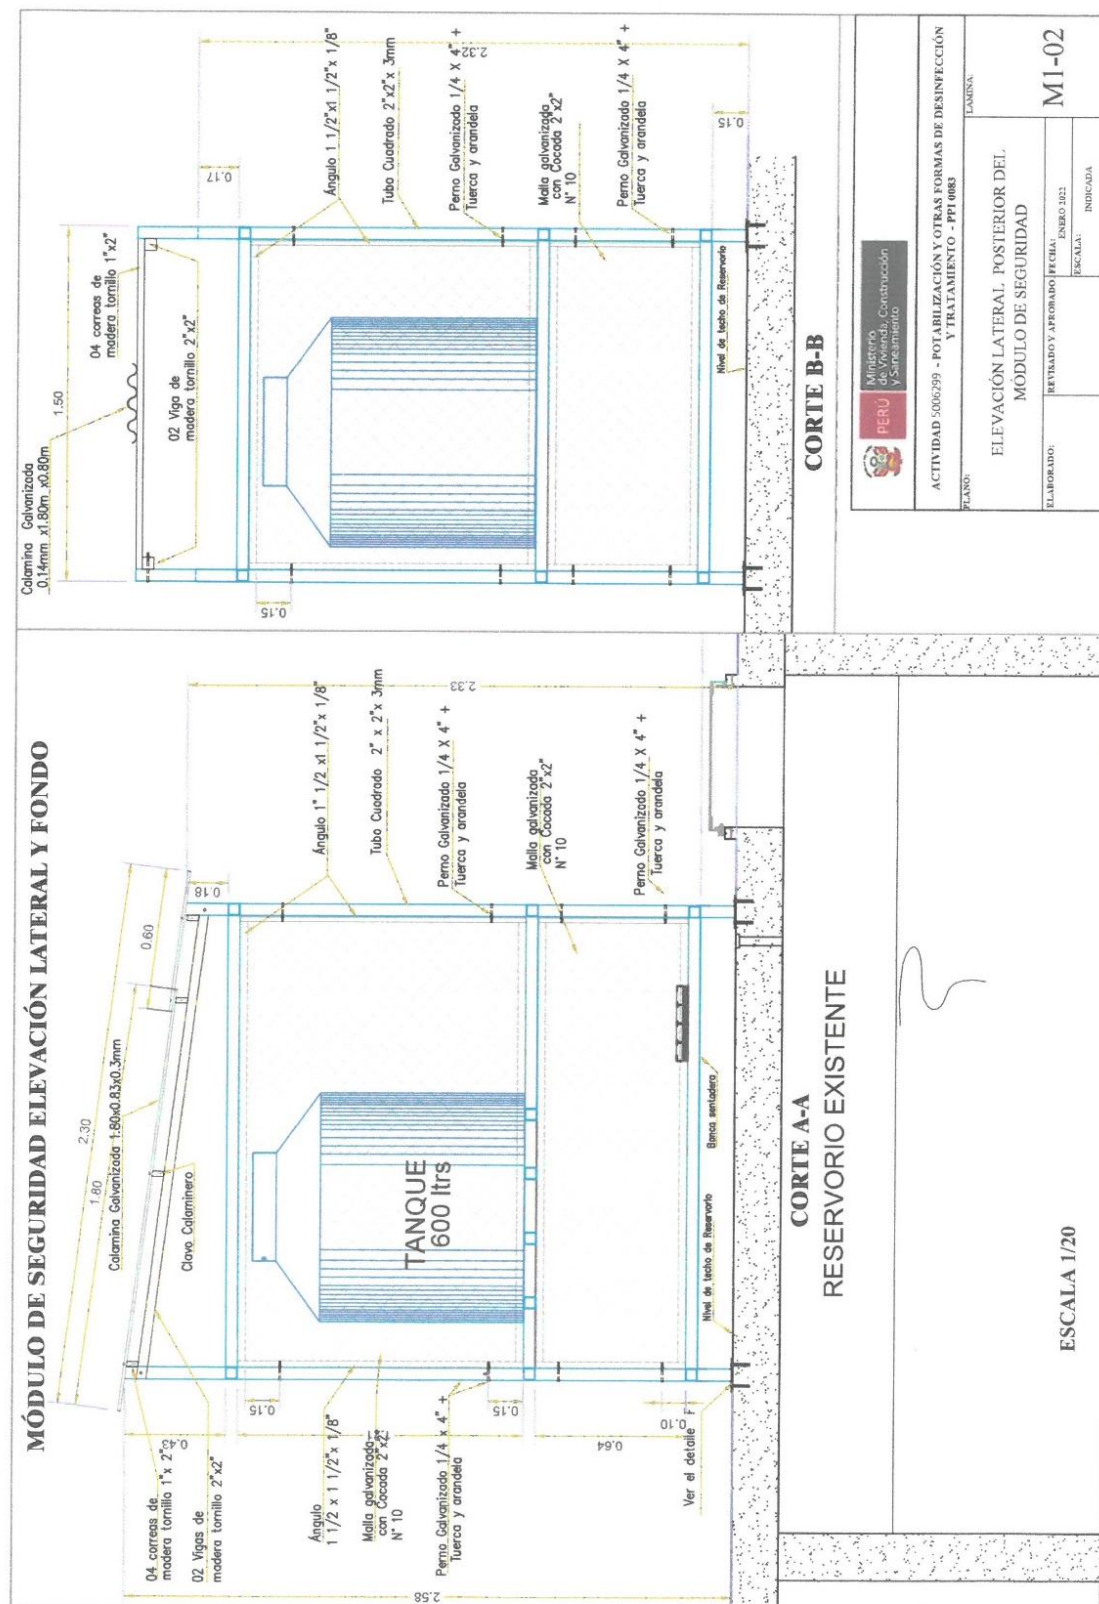 MÓDULO DE SEGURIDAD ELEVACIÓN LATERAL Y FONDO
2.30
1.80
0.60
Calamina Galvanizada 1.80x0.83x0.3mm
Clavo Calaminero
04 correas de
madera tornillo 1"x 2"
02 Vigas de
madera tornillo 2"x2"
0.43
0.18
2.58
2.33
Ángulo
1 1/2 x 1 1/2"x 1/8"
Malla galvanizada
con Cocada 2"x2"
N° 10
Perno Galvanizado 1/4 x 4" +
Tuerca y arandela
0.15
0.15
0.64
0.10
Ver el detalle
TANQUE
600 ltrs
Ángulo 1" 1/2 x1 1/2"x 1/8"
Tubo Cuadrado 2" x 2"x 3mm
Perno Galvanizado 1/4 X 4" +
Tuerca y arandela
Malla galvanizada
con Cocada 2"x2"
N° 10
Perno Galvanizado 1/4 X 4" +
Tuerca y arandela
Nivel de techo de Reservorio
Banca sentadera
CORTE A-A
RESERVORIO EXISTENTE
ESCALA 1/20
Calamina Galvanizada
0.14mm x1.80m x0.80m
1.50
04 correas de
madera tornillo 1"x2"
02 Viga de
madera tornillo 2"x2"
0.17
2.32
0.15
0.15
Ángulo 1 1/2"x1 1/2"x 1/8"
Tubo Cuadrado 2"x2"x 3mm
Perno Galvanizado 1/4 X 4" +
Tuerca y arandela
Malla galvanizada
con Cocada 2"x2"
N° 10
Perno Galvanizado 1/4 X 4" +
Tuerca y arandela
Nivel de techo de Reservorio
CORTE B-B
PERÚ
Ministerio
de Vivienda, Construcción
y Saneamiento
ACTIVIDAD 5006299 - POTABILIZACIÓN Y OTRAS FORMAS DE DESINFECCIÓN
Y TRATAMIENTO - PPI 0083
PLANO:
ELEVACIÓN LATERAL POSTERIOR DEL
MÓDULO DE SEGURIDAD
LAMINA:
M1-02
ELABORADO:
REVISADO Y APROBADO:
FECHA:
ENERO 2022
ESCALA:
INDICADA